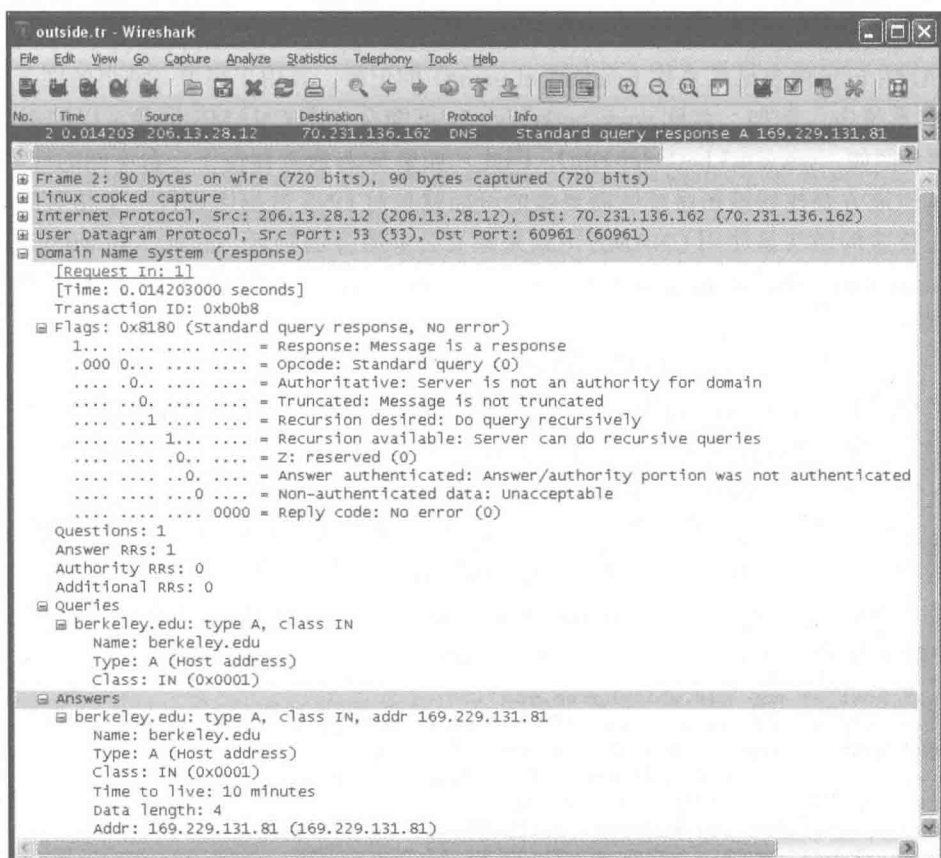 outside.tr - Wireshark
File Edit View Go Capture Analyze Statistics Telephony Tools Help
No. Time Source Destination Protocol Info
2 0.014203 206.13.28.12 70.231.136.162 DNS Standard query response A 169.229.131.81
Frame 2: 90 bytes on wire (720 bits), 90 bytes captured (720 bits)
Linux cooked capture
Internet Protocol, Src: 206.13.28.12 (206.13.28.12), Dst: 70.231.136.162 (70.231.136.162)
User Datagram Protocol, Src Port: 53 (53), Dst Port: 60961 (60961)
Domain Name System (response)
[Request In: 1]
[Time: 0.014203000 seconds]
Transaction ID: 0xb0b8
Flags: 0x8180 (Standard query response, No error)
1... .... .... .... = Response: Message is a response
.000 0... .... .... = Opcode: Standard query (0)
.... .0.. .... .... = Authoritative: Server is not an authority for domain
.... ..0. .... .... = Truncated: Message is not truncated
.... ...1 .... .... = Recursion desired: Do query recursively
.... .... 1... .... = Recursion available: Server can do recursive queries
.... .... .0.. .... = Z: reserved (0)
.... .... ..0. .... = Answer authenticated: Answer/authority portion was not authenticated
.... .... ...0 .... = Non-authenticated data: Unacceptable
.... .... .... 0000 = Reply code: No error (0)
Questions: 1
Answer RRs: 1
Authority RRs: 0
Additional RRs: 0
Queries
berkeley.edu: type A, class IN
Name: berkeley.edu
Type: A (Host address)
Class: IN (0x0001)
Answers
berkeley.edu: type A, class IN, addr 169.229.131.81
Name: berkeley.edu
Type: A (Host address)
Class: IN (0x0001)
Time to live: 10 minutes
Data length: 4
Addr: 169.229.131.81 (169.229.131.81)